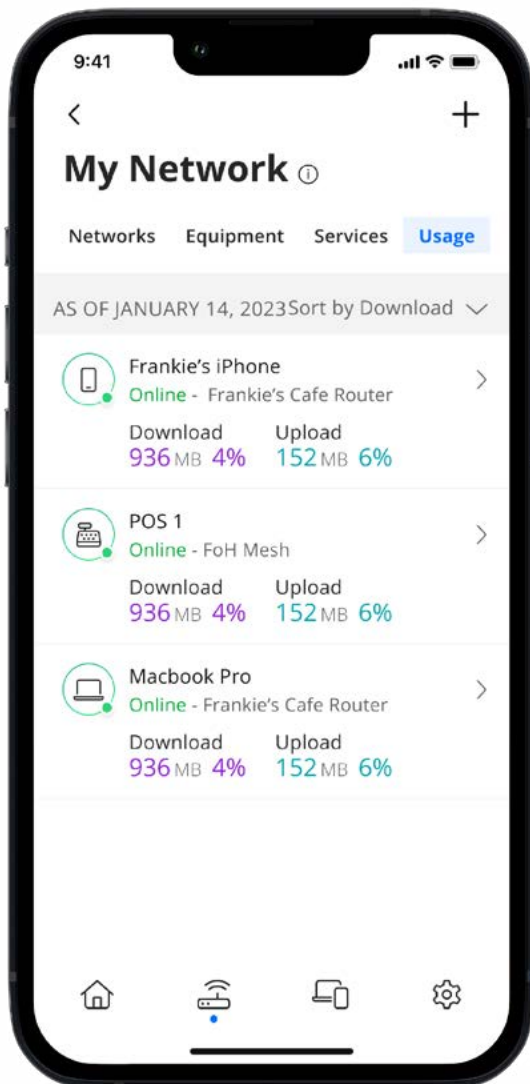 9:41
My Network
Networks Equipment Services Usage
AS OF JANUARY 14, 2023 Sort by Download
Frankie's iPhone
Online - Frankie's Cafe Router
Download Upload
936 MB 4% 152 MB 6%
POS 1
Online - FoH Mesh
Download Upload
936 MB 4% 152 MB 6%
Macbook Pro
Online - Frankie's Cafe Router
Download Upload
936 MB 4% 152 MB 6%